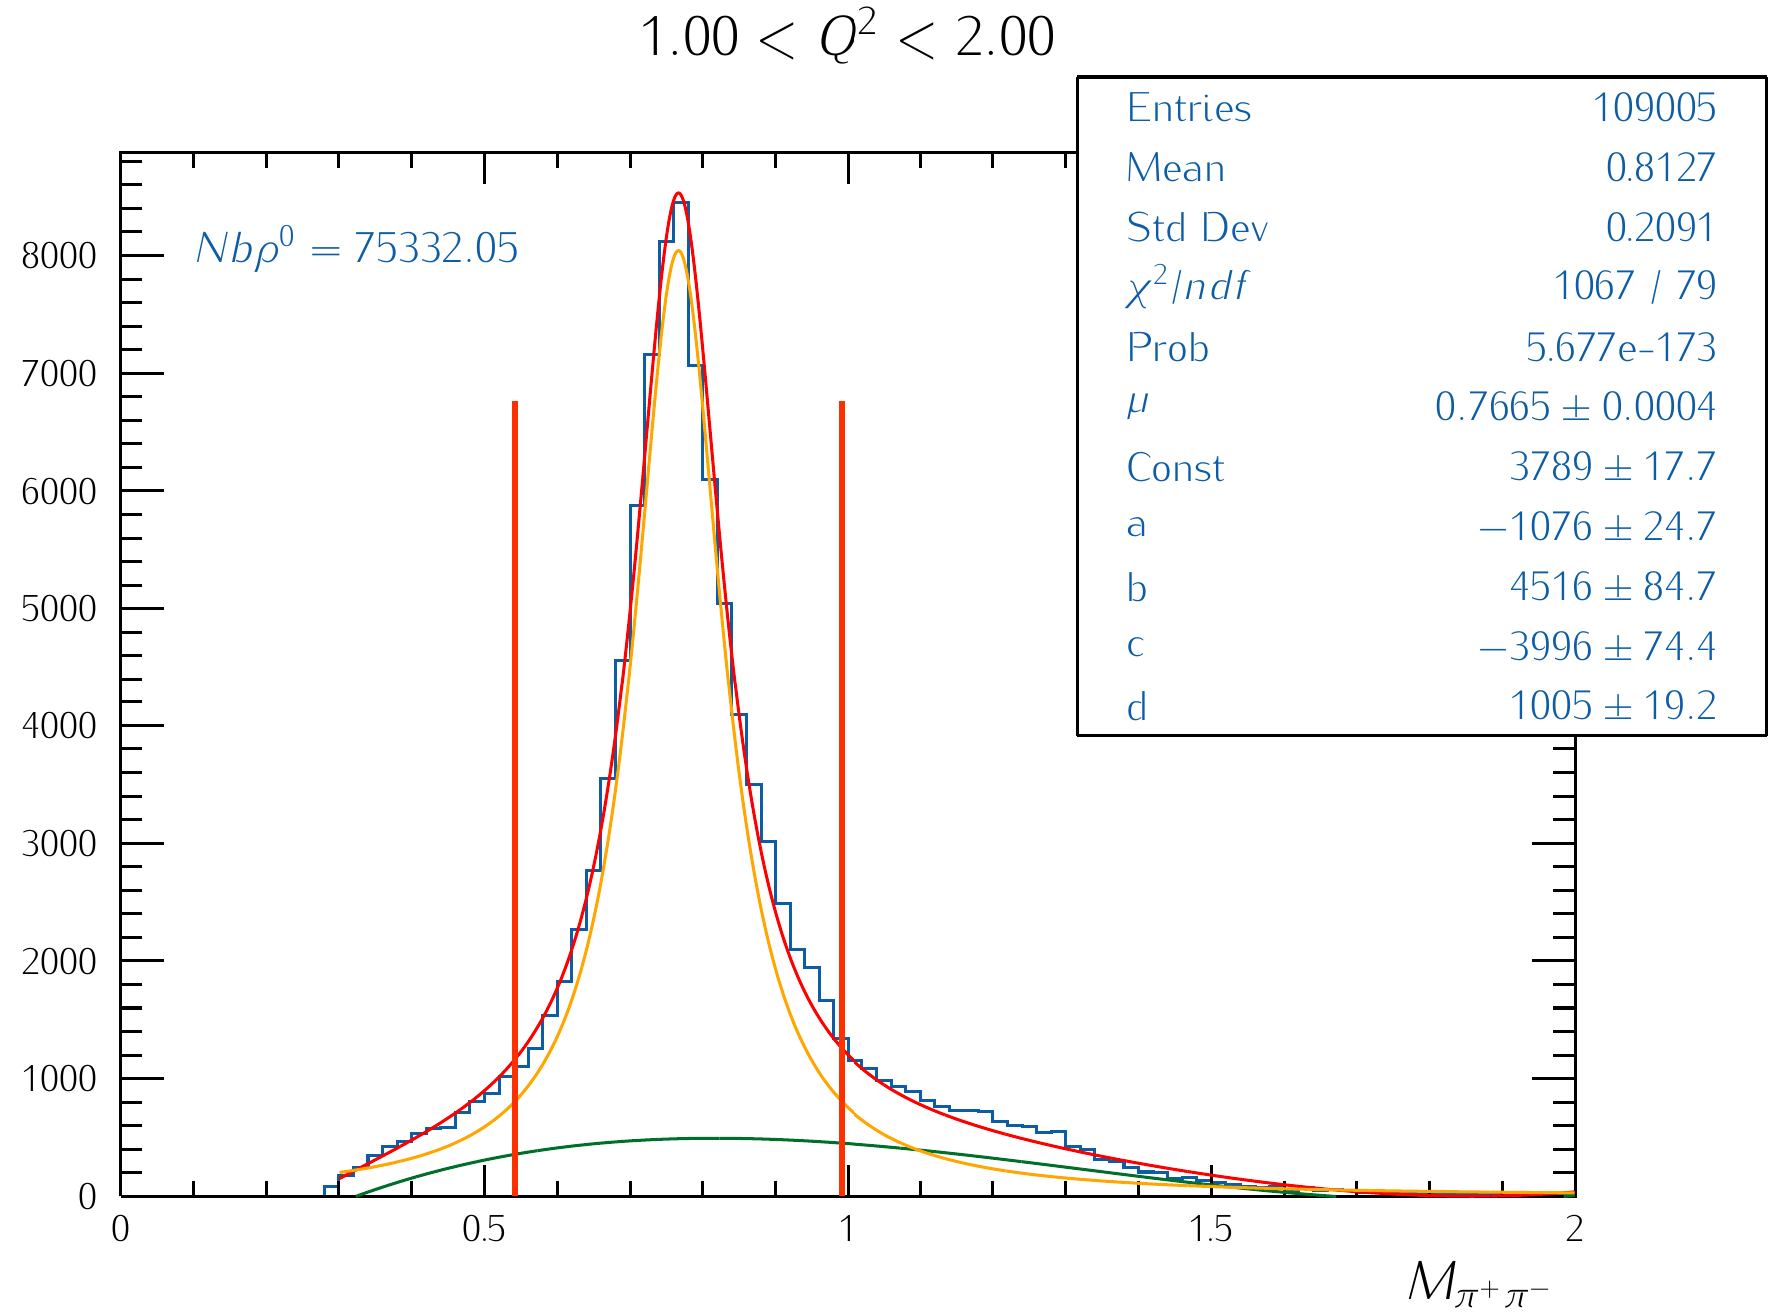 1.00 < Q² < 2.00
Entries 109005
Mean 0.8127
Std Dev 0.2091
χ²/ndf 1067 / 79
Prob 5.677e-173
μ 0.7665 ± 0.0004
Const 3789 ± 17.7
a −1076 ± 24.7
b 4516 ± 84.7
c −3996 ± 74.4
d 1005 ± 19.2
Nbρ⁰ = 75332.05
8000
7000
6000
5000
4000
3000
2000
1000
0
0 0.5 1 1.5 2
M_{π⁺π⁻}